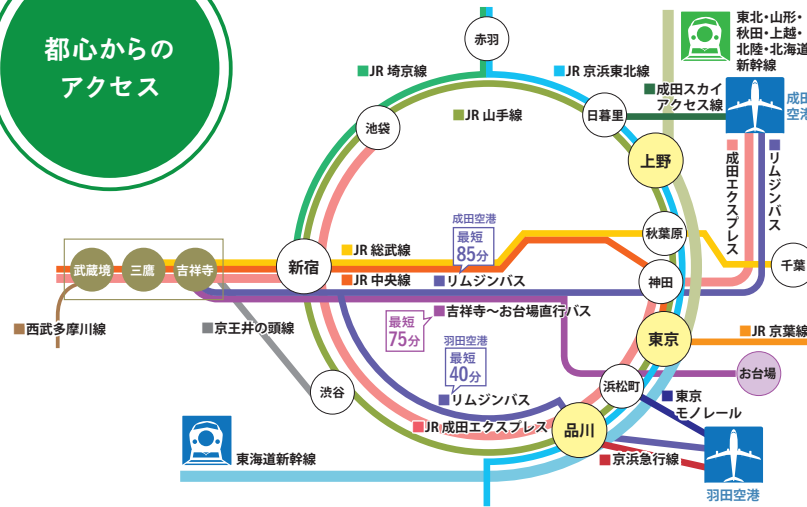 都心からの
アクセス
赤羽
東北・山形・
秋田・上越・
北陸・北海道
新幹線
■JR 埼京線
■JR 京浜東北線
■成田スカイ
アクセス線
成田
空港
池袋
■JR 山手線
日暮里
上野
■成田エクスプレス
■リムジンバス
成田空港
最短
85分
秋葉原
武蔵境
三鷹
吉祥寺
新宿
■JR 総武線
■JR 中央線
■リムジンバス
神田
千葉
■西武多摩川線
■京王井の頭線
最短
75分
■吉祥寺～お台場直行バス
羽田空港
最短
40分
東京
■JR 京葉線
渋谷
■リムジンバス
浜松町
お台場
■東京
モノレール
■JR 成田エクスプレス
品川
東海道新幹線
■京浜急行線
羽田空港